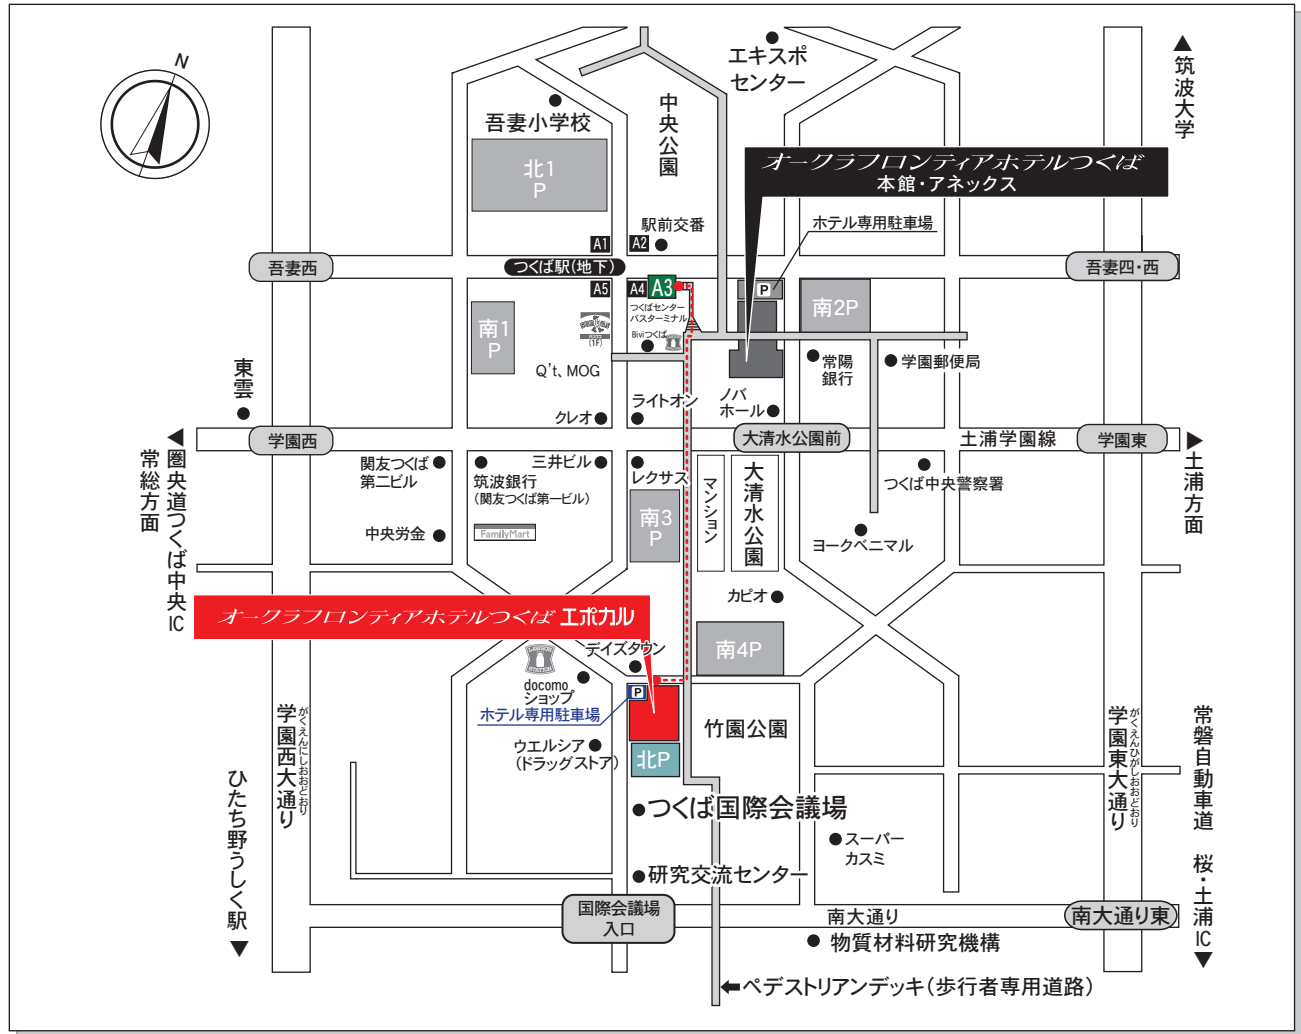 N
エキスポ
センター
▲筑波大学
中央公園
吾妻小学校
北1
P
オークラフロンティアホテルつくば
本館・アネックス
駅前交番
ホテル専用駐車場
A1
A2
吾妻西
つくば駅(地下)
吾妻四・西
A5
A4
A3
P
つくばセンター
バスターミナル
南1
P
南2P
(1F)
Biviつくば
Q't、MOG
常陽
銀行
学園郵便局
東雲
クレオ
ライトオン
ノバ
ホール
学園西
大清水公園前
土浦学園線
学園東
◀圏央道つくば中央IC
常総方面
▶土浦方面
関友つくば
第二ビル
筑波銀行
(関友つくば第一ビル)
三井ビル
レクサス
マンション
大清水公園
つくば中央警察署
南3
P
中央労金
FamilyMart
ヨークベニマル
カピオ
オークラフロンティアホテルつくば エポカル
デイズタウン
南4P
docomo
ショップ
P
ホテル専用駐車場
ウエルシア
(ドラッグストア)
北P
竹園公園
学園西大通り
がくえんにしおおどおり
学園東大通り
がくえんひがしおおどおり
ひたち野うしく駅▼
常磐自動車道 桜・土浦IC▼
つくば国際会議場
スーパー
カスミ
研究交流センター
国際会議場
入口
南大通り
南大通り東
物質材料研究機構
←ペデストリアンデッキ(歩行者専用道路)